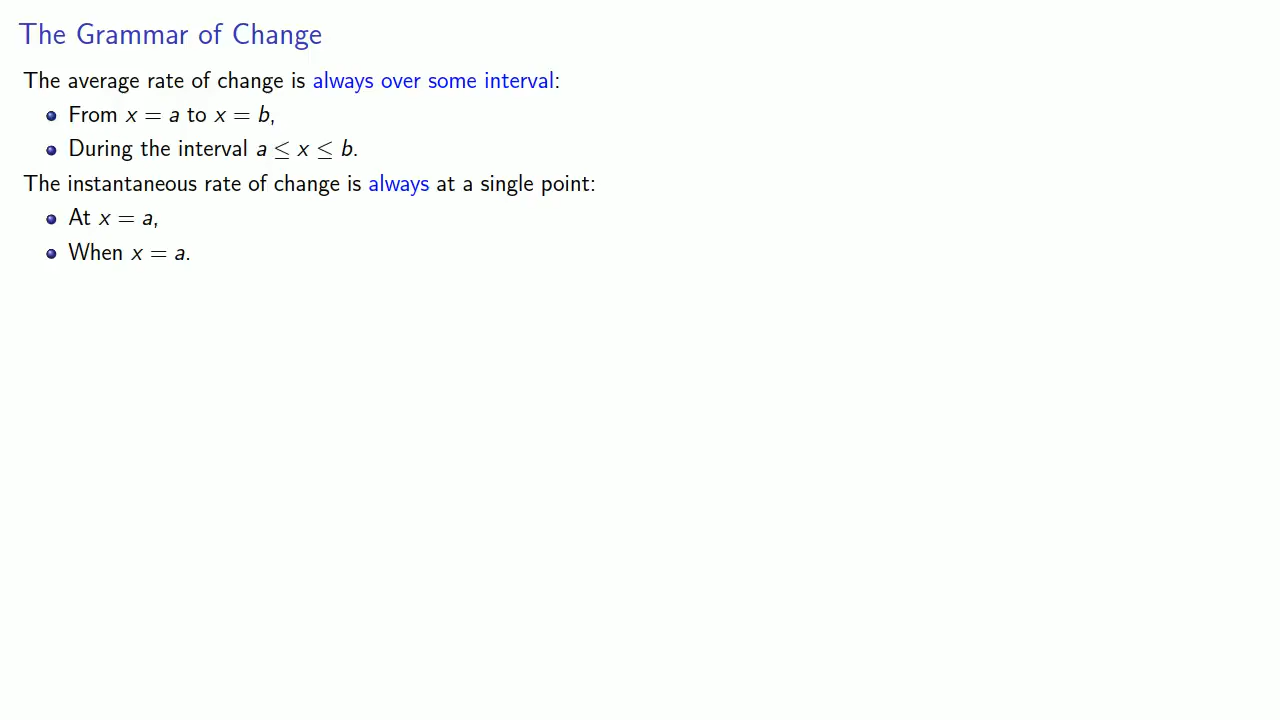 The Grammar of Change
The average rate of change is always over some interval:
From x = a to x = b,
During the interval a ≤ x ≤ b.
The instantaneous rate of change is always at a single point:
At x = a,
When x = a.